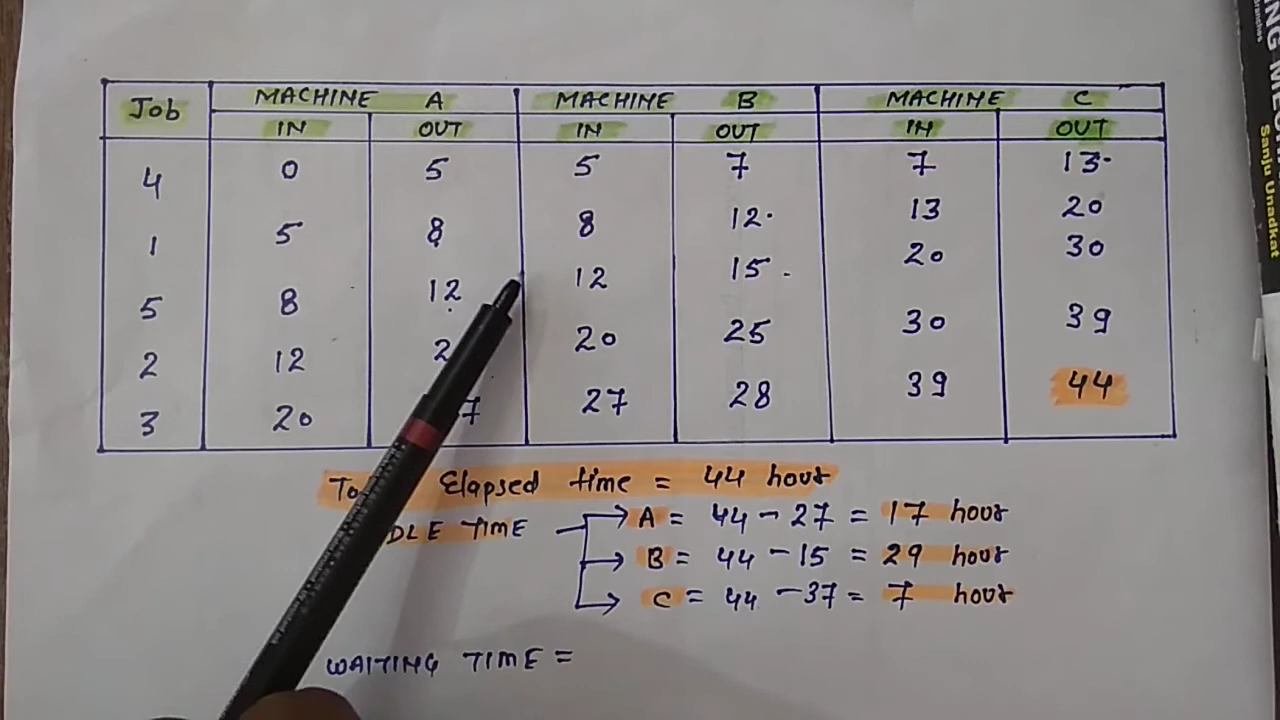 Job MACHINE A MACHINE B MACHINE C
IN OUT IN OUT IN OUT
4 0 5 5 7 7 13
1 5 8 8 12 13 20
5 8 12 12 15 20 30
2 12 20 25 30 39
3 20 27 28 39 44
Elapsed time = 44 hour
TIME
A = 44 - 27 = 17 hour
B = 44 - 15 = 29 hour
C = 44 - 37 = 7 hour
WAITING TIME =
Sanju Unadkat